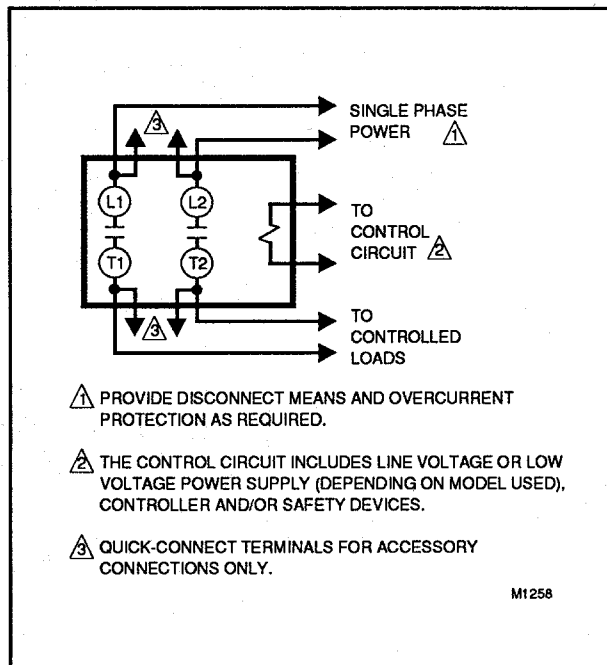 3
SINGLE PHASE
POWER 1
L1 L2
TO
CONTROL
CIRCUIT 2
T1 T2
3
TO
CONTROLLED
LOADS
1 PROVIDE DISCONNECT MEANS AND OVERCURRENT
PROTECTION AS REQUIRED.
2 THE CONTROL CIRCUIT INCLUDES LINE VOLTAGE OR LOW
VOLTAGE POWER SUPPLY (DEPENDING ON MODEL USED),
CONTROLLER AND/OR SAFETY DEVICES.
3 QUICK-CONNECT TERMINALS FOR ACCESSORY
CONNECTIONS ONLY.
M1258